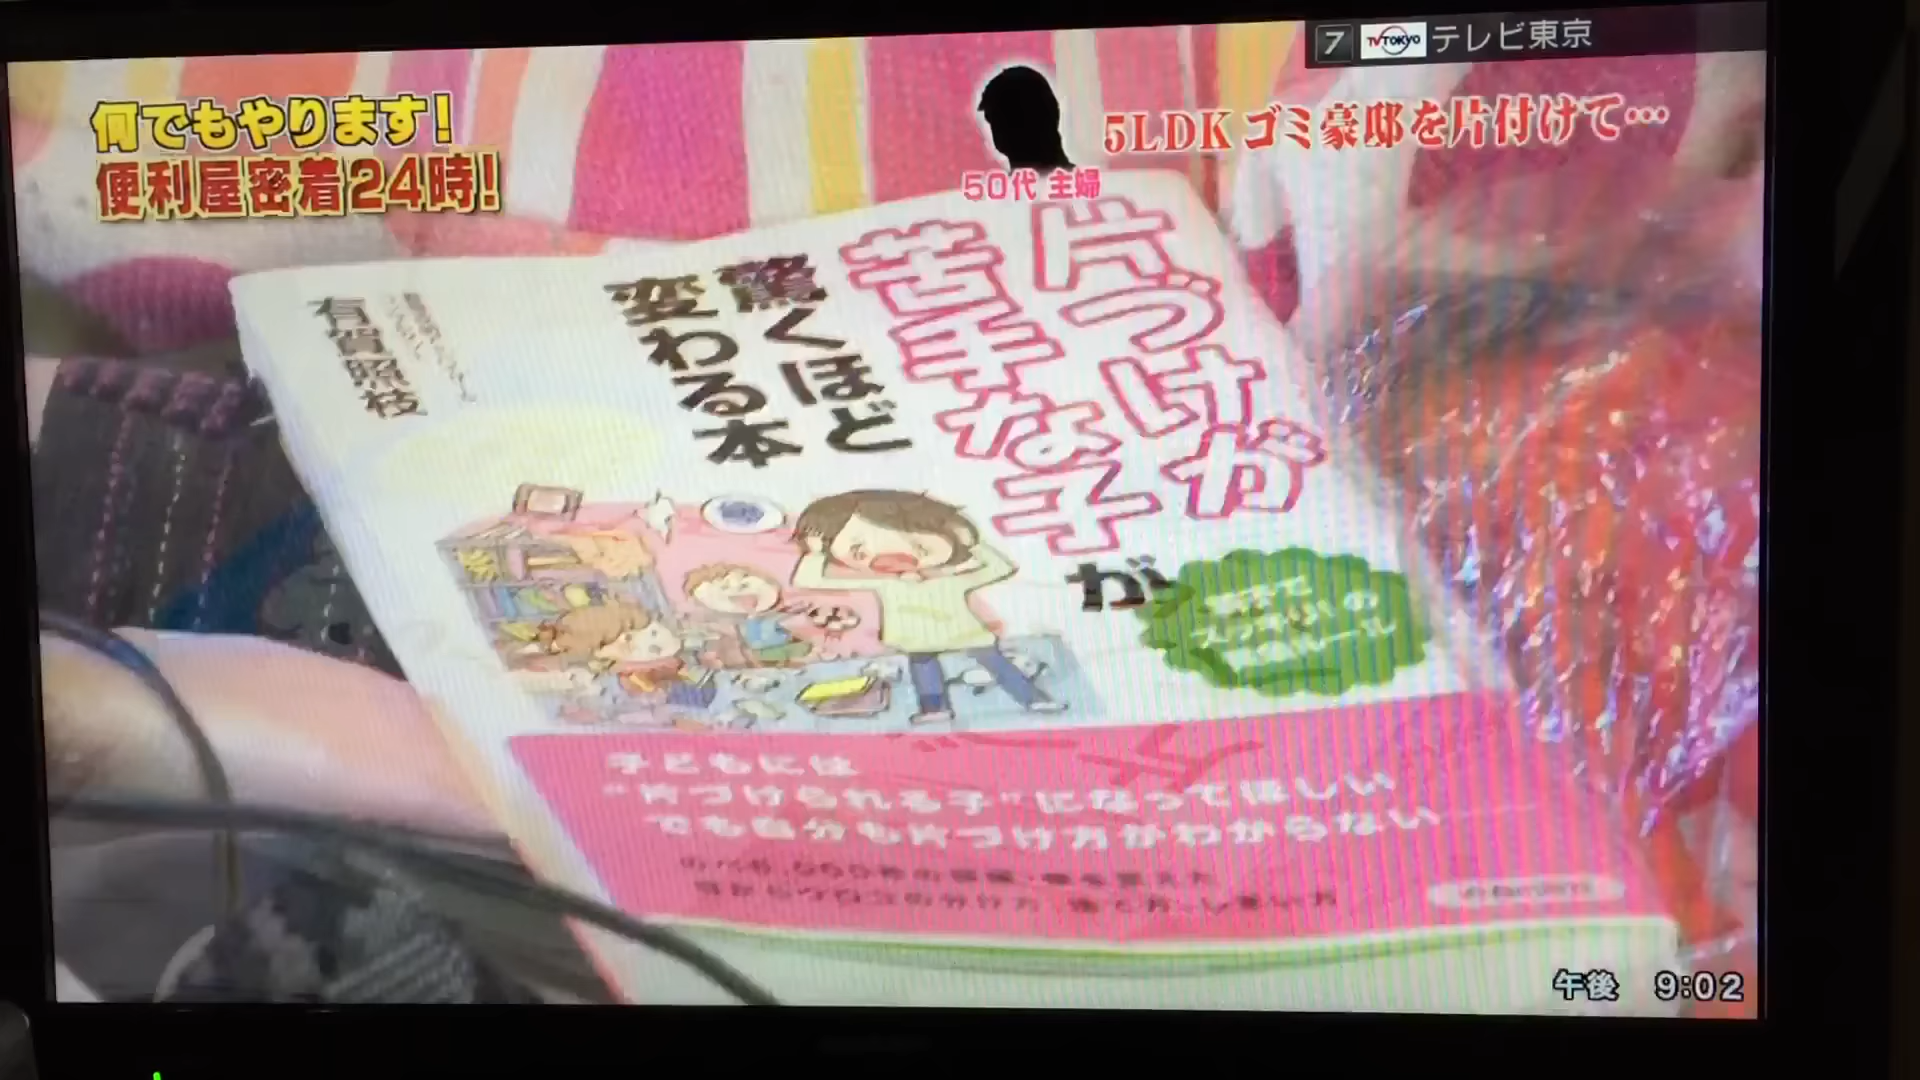 7 TV TOKYO テレビ東京
何でもやります!
便利屋密着24時!
5LDKゴミ豪邸を片付けて…
50代 主婦
片づけが
苦手な子が
驚くほど
変わる本
有賀照枝
子どもには
“片づけられる子”になってほしい
でも自分も片づけ方がわからない
午後 9:02